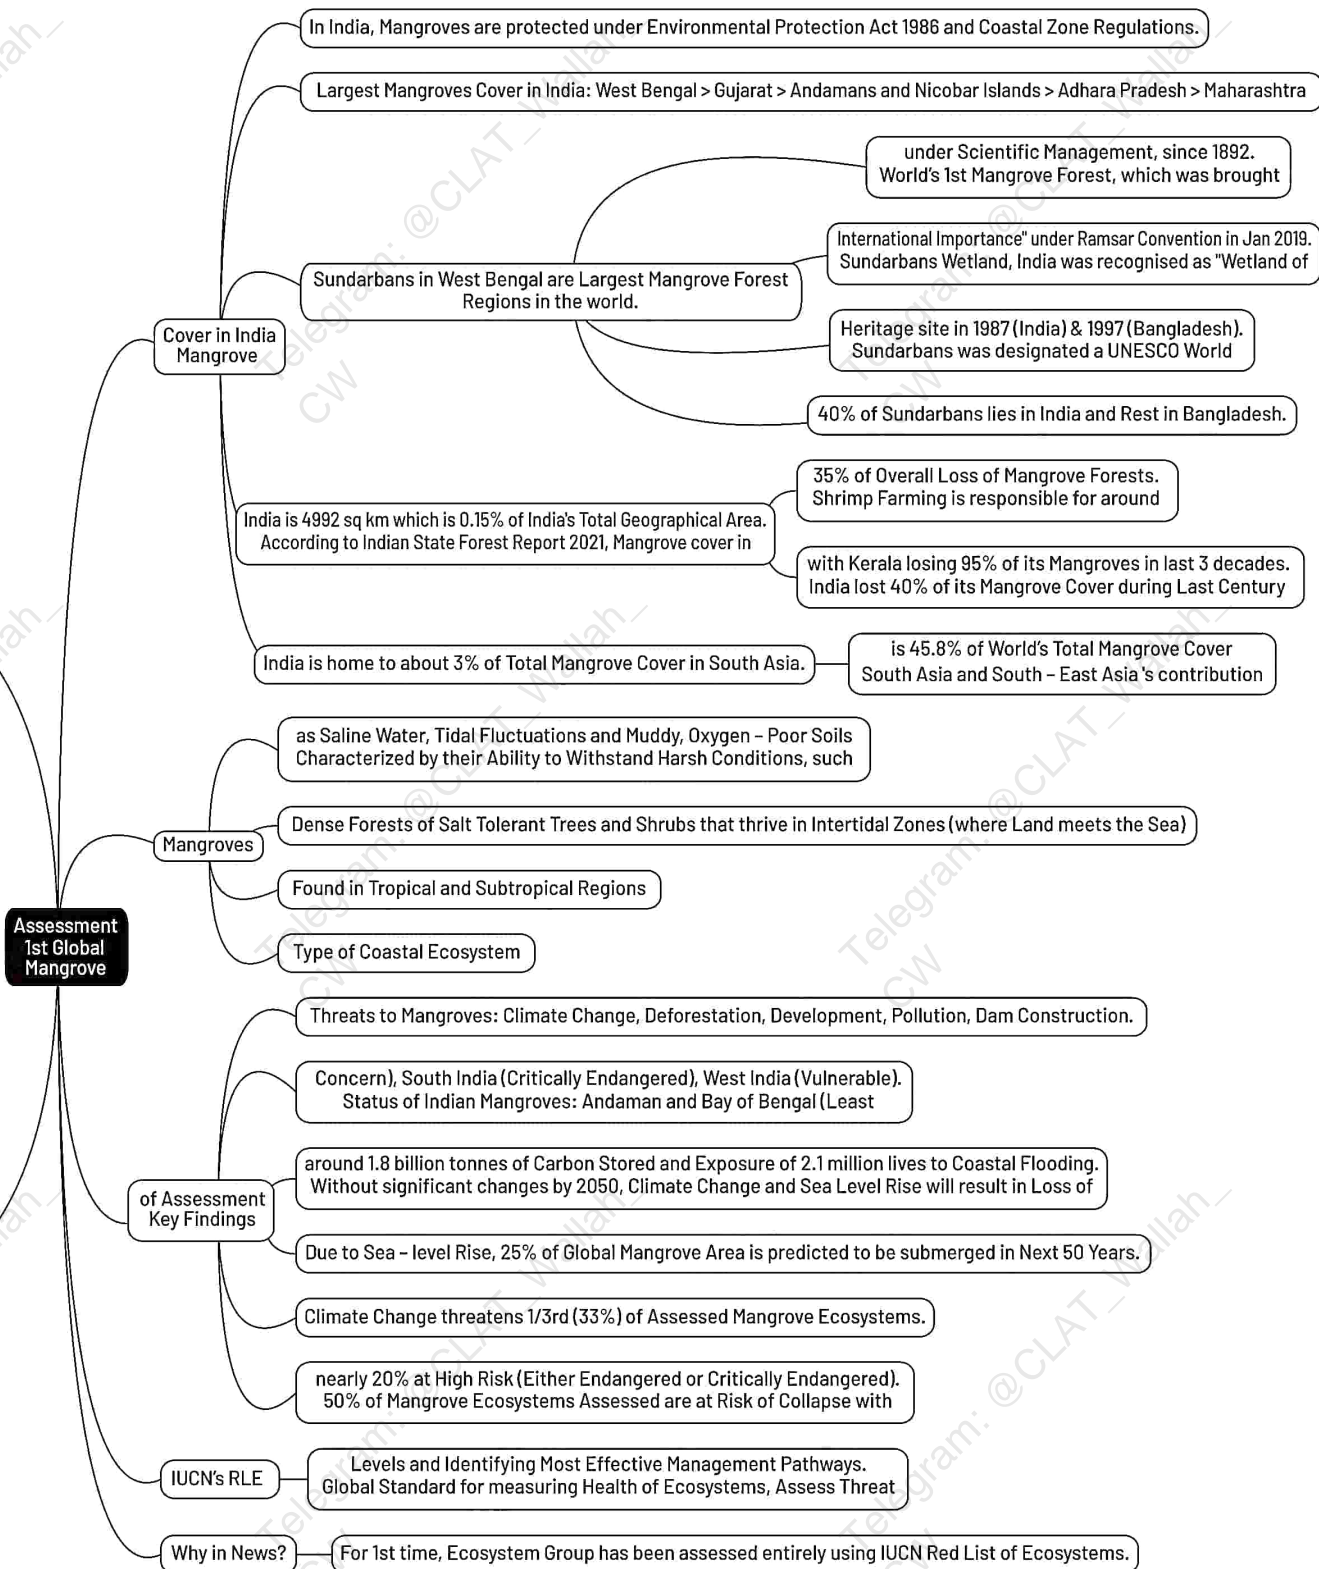 In India, Mangroves are protected under Environmental Protection Act 1986 and Coastal Zone Regulations.
Largest Mangroves Cover in India: West Bengal > Gujarat > Andamans and Nicobar Islands > Adhara Pradesh > Maharashtra
under Scientific Management, since 1892.
World's 1st Mangrove Forest, which was brought
International Importance" under Ramsar Convention in Jan 2019.
Sundarbans Wetland, India was recognised as "Wetland of
Sundarbans in West Bengal are Largest Mangrove Forest
Regions in the world.
Heritage site in 1987 (India) & 1997 (Bangladesh).
Sundarbans was designated a UNESCO World
Cover in India
Mangrove
40% of Sundarbans lies in India and Rest in Bangladesh.
35% of Overall Loss of Mangrove Forests.
Shrimp Farming is responsible for around
India is 4992 sq km which is 0.15% of India's Total Geographical Area.
According to Indian State Forest Report 2021, Mangrove cover in
with Kerala losing 95% of its Mangroves in last 3 decades.
India lost 40% of its Mangrove Cover during Last Century
India is home to about 3% of Total Mangrove Cover in South Asia.
is 45.8% of World's Total Mangrove Cover
South Asia and South – East Asia 's contribution
as Saline Water, Tidal Fluctuations and Muddy, Oxygen – Poor Soils
Characterized by their Ability to Withstand Harsh Conditions, such
Mangroves
Dense Forests of Salt Tolerant Trees and Shrubs that thrive in Intertidal Zones (where Land meets the Sea)
Found in Tropical and Subtropical Regions
Type of Coastal Ecosystem
Assessment
1st Global
Mangrove
Threats to Mangroves: Climate Change, Deforestation, Development, Pollution, Dam Construction.
Concern), South India (Critically Endangered), West India (Vulnerable).
Status of Indian Mangroves: Andaman and Bay of Bengal (Least
around 1.8 billion tonnes of Carbon Stored and Exposure of 2.1 million lives to Coastal Flooding.
Without significant changes by 2050, Climate Change and Sea Level Rise will result in Loss of
of Assessment
Key Findings
Due to Sea – level Rise, 25% of Global Mangrove Area is predicted to be submerged in Next 50 Years.
Climate Change threatens 1/3rd (33%) of Assessed Mangrove Ecosystems.
nearly 20% at High Risk (Either Endangered or Critically Endangered).
50% of Mangrove Ecosystems Assessed are at Risk of Collapse with
IUCN's RLE
Levels and Identifying Most Effective Management Pathways.
Global Standard for measuring Health of Ecosystems, Assess Threat
Why in News?
For 1st time, Ecosystem Group has been assessed entirely using IUCN Red List of Ecosystems.
Telegram: @CLAT_Wallah_
CW
Telegram: @CLAT_Wallah_
CW
Telegram: @CLAT_Wallah_
CW
Telegram: @CLAT_Wallah_
CW
Telegram: @CLAT_Wallah_
Telegram: @CLAT_Wallah_